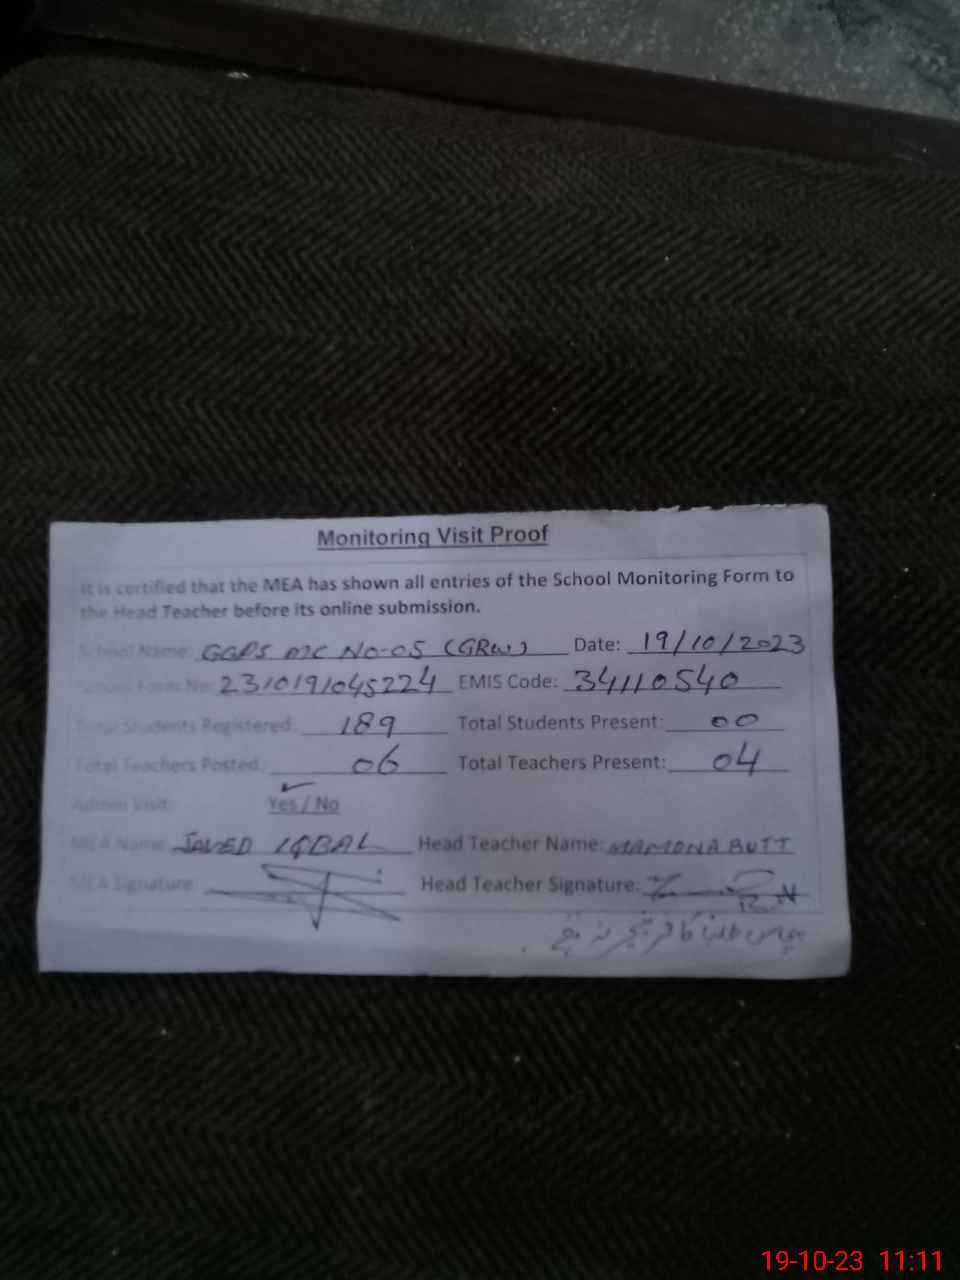 Monitoring Visit Proof
It is certified that the MEA has shown all entries of the School Monitoring Form to
the Head Teacher before its online submission.
School Name: GGPS MC NO-05 (GRW) Date: 19/10/2023
School Form No: 2310191045224 EMIS Code: 34110540
Total Students Registered: 189 Total Students Present: 00
Total Teachers Posted: 06 Total Teachers Present: 04
Admin Visit: Yes / No
MEA Name: JAVED IQBAL Head Teacher Name: MAMONA BUTT
MEA Signature: Head Teacher Signature:
19-10-23 11:11